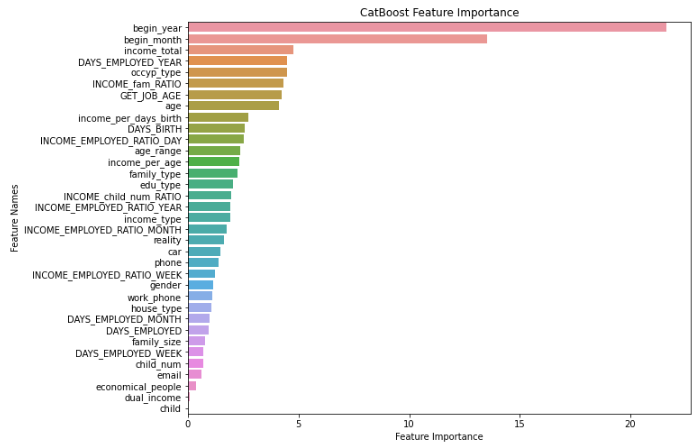 CatBoost Feature Importance
begin_year
begin_month
income_total
DAYS_EMPLOYED_YEAR
occyp_type
INCOME_fam_RATIO
GET_JOB_AGE
age
income_per_days_birth
DAYS_BIRTH
INCOME_EMPLOYED_RATIO_DAY
age_range
income_per_age
family_type
edu_type
INCOME_child_num_RATIO
INCOME_EMPLOYED_RATIO_YEAR
income_type
INCOME_EMPLOYED_RATIO_MONTH
reality
car
phone
INCOME_EMPLOYED_RATIO_WEEK
gender
work_phone
house_type
DAYS_EMPLOYED_MONTH
DAYS_EMPLOYED
family_size
DAYS_EMPLOYED_WEEK
child_num
email
economical_people
dual_income
child
Feature Names
0 5 10 15 20
Feature Importance